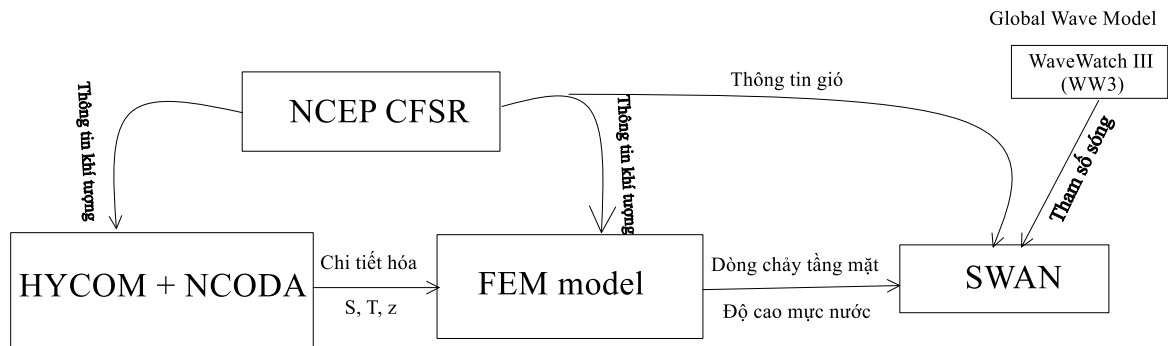 Global Wave Model
WaveWatch III
(WW3)
Thông tin gió
NCEP CFSR
Thông tin khí tượng
Thông tin khí tượng
Tham số sóng
HYCOM + NCODA
Chi tiết hóa
S, T, z
FEM model
Dòng chảy tầng mặt
Độ cao mực nước
SWAN